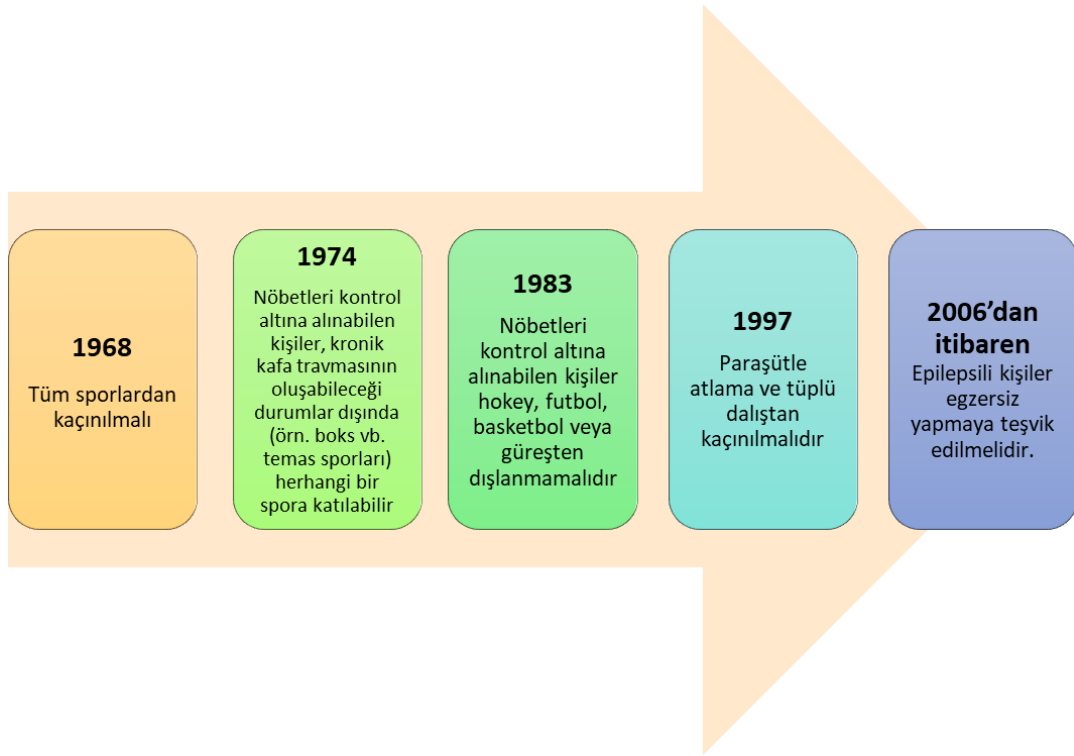 1968
Tüm sporlardan
kaçınılmalı
1974
Nöbetleri kontrol
altına alınabilen
kişiler, kronik
kafa travmasının
oluşabileceği
durumlar dışında
(örn. boks vb.
temas sporları)
herhangi bir
spora katılabilir
1983
Nöbetleri
kontrol altına
alınabilen kişiler
hokey, futbol,
basketbol veya
güreşten
dışlanmamalıdır
1997
Paraşütle
atlama ve tüplü
dalıştan
kaçınılmalıdır
2006’dan
itibaren
Epilepsili kişiler
egzersiz
yapmaya teşvik
edilmelidir.